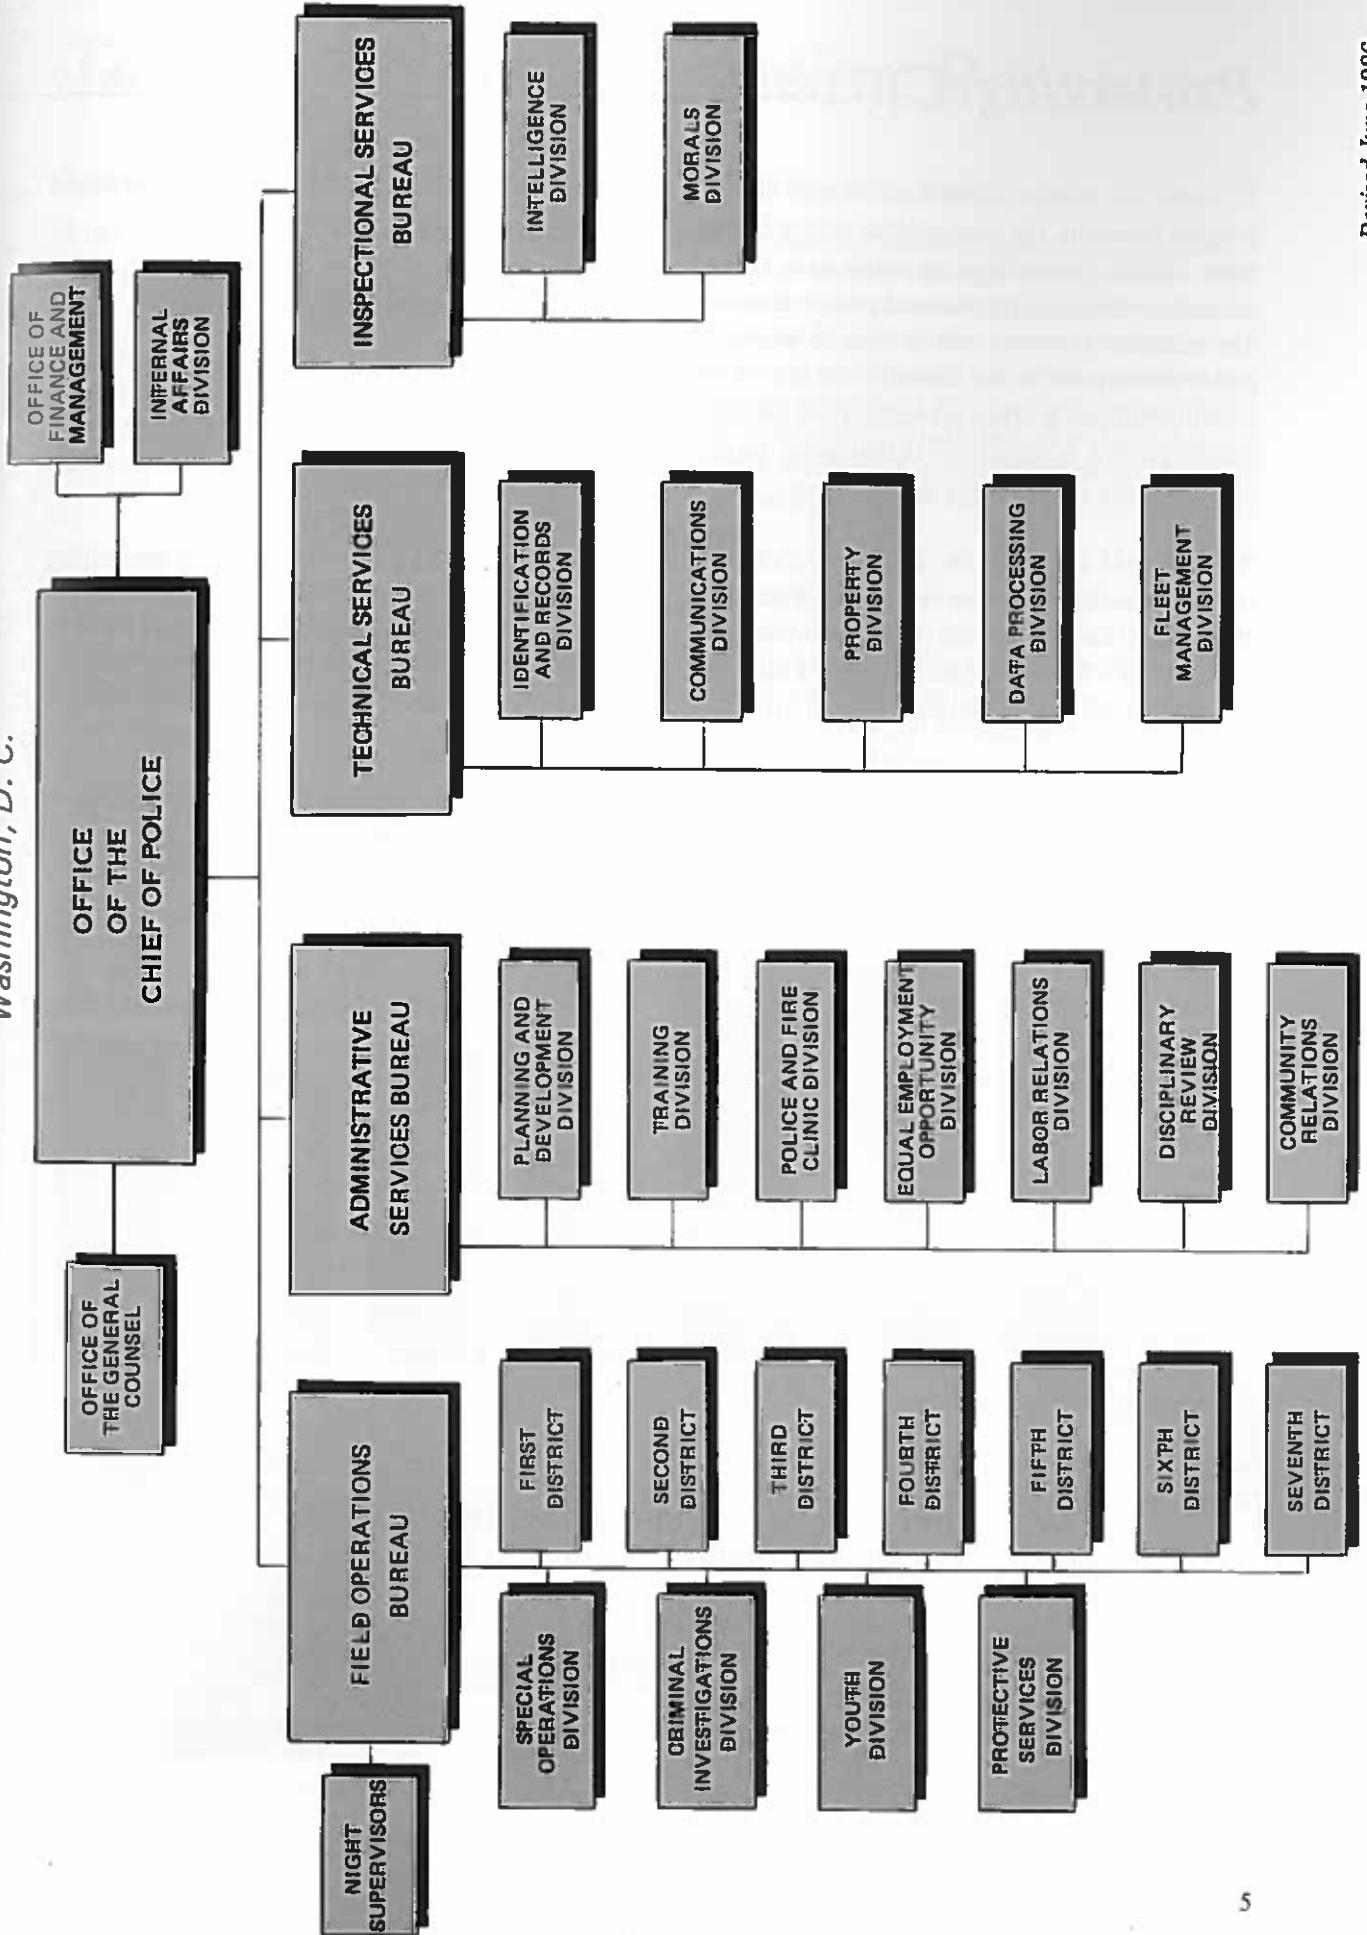 Washington, D. C.
OFFICE OF
THE GENERAL
COUNSEL
OFFICE
OF THE
CHIEF OF POLICE
OFFICE OF
FINANCE AND
MANAGEMENT
INTERNAL
AFFAIRS
DIVISION
NIGHT
SUPERVISORS
FIELD OPERATIONS
BUREAU
ADMINISTRATIVE
SERVICES BUREAU
TECHNICAL SERVICES
BUREAU
INSPECTIONAL SERVICES
BUREAU
SPECIAL
OPERATIONS
DIVISION
CRIMINAL
INVESTIGATIONS
DIVISION
YOUTH
DIVISION
PROTECTIVE
SERVICES
DIVISION
FIRST
DISTRICT
SECOND
DISTRICT
THIRD
DISTRICT
FOURTH
DISTRICT
FIFTH
DISTRICT
SIXTH
DISTRICT
SEVENTH
DISTRICT
PLANNING AND
DEVELOPMENT
DIVISION
TRAINING
DIVISION
POLICE AND FIRE
CLINIC DIVISION
EQUAL EMPLOYMENT
OPPORTUNITY
DIVISION
LABOR RELATIONS
DIVISION
DISCIPLINARY
REVIEW
DIVISION
COMMUNITY
RELATIONS
DIVISION
IDENTIFICATION
AND RECORDS
DIVISION
COMMUNICATIONS
DIVISION
PROPERTY
DIVISION
DATA PROCESSING
DIVISION
FLEET
MANAGEMENT
DIVISION
INTELLIGENCE
DIVISION
MORALS
DIVISION
Revised June 1986
5